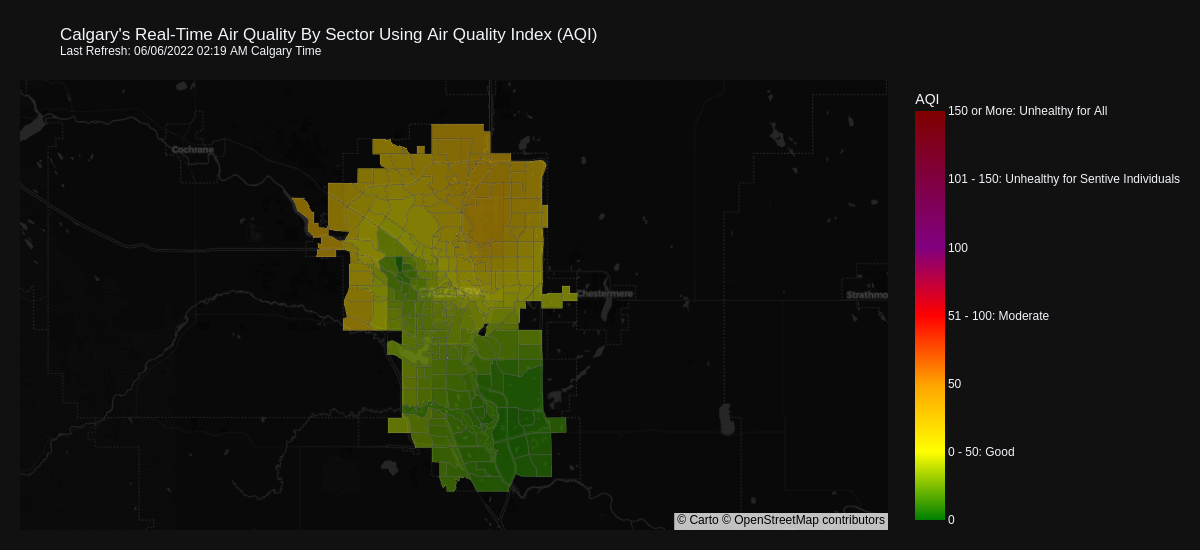 Calgary's Real-Time Air Quality By Sector Using Air Quality Index (AQI)
Last Refresh: 06/06/2022 02:19 AM Calgary Time
AQI
150 or More: Unhealthy for All
Cochrane
101 - 150: Unhealthy for Sentive Individuals
100
Chestermere
Strathmo
51 - 100: Moderate
50
0 - 50: Good
0
© Carto © OpenStreetMap contributors